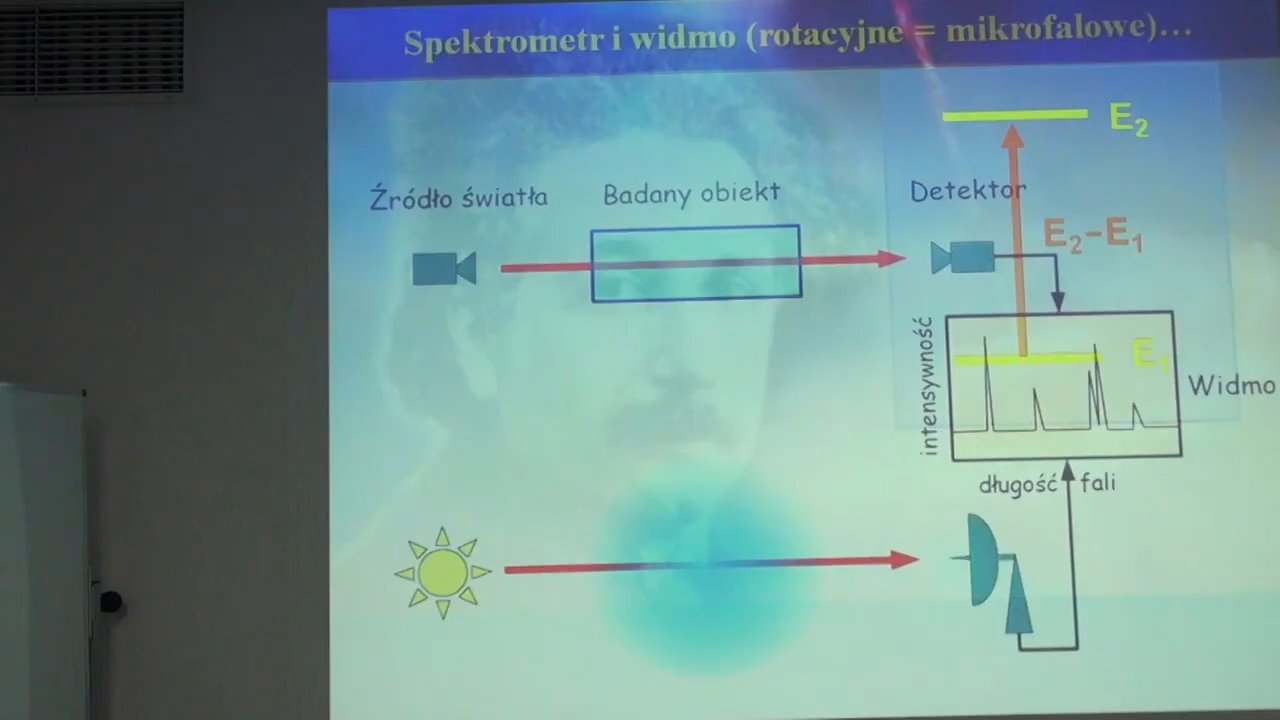 Spektrometr i widmo (rotacyjne = mikrofalowe)...
E2
Źródło światła
Badany obiekt
Detektor
E2-E1
intensywność
E1
Widmo
długość fali